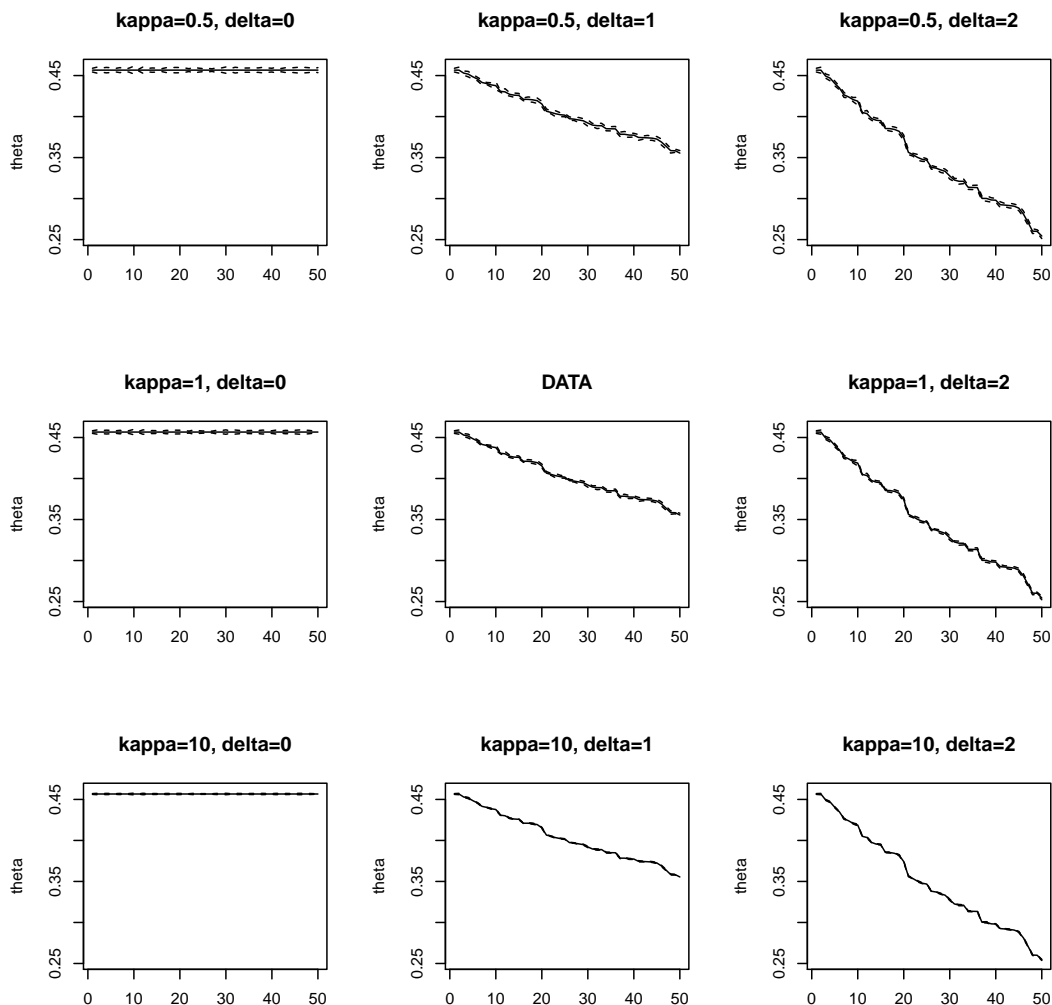 kappa=0.5, delta=0
kappa=0.5, delta=1
kappa=0.5, delta=2
theta
0.25 0.35 0.45
0 10 20 30 40 50
theta
0.25 0.35 0.45
0 10 20 30 40 50
theta
0.25 0.35 0.45
0 10 20 30 40 50
kappa=1, delta=0
DATA
kappa=1, delta=2
theta
0.25 0.35 0.45
0 10 20 30 40 50
theta
0.25 0.35 0.45
0 10 20 30 40 50
theta
0.25 0.35 0.45
0 10 20 30 40 50
kappa=10, delta=0
kappa=10, delta=1
kappa=10, delta=2
theta
0.25 0.35 0.45
0 10 20 30 40 50
theta
0.25 0.35 0.45
0 10 20 30 40 50
theta
0.25 0.35 0.45
0 10 20 30 40 50